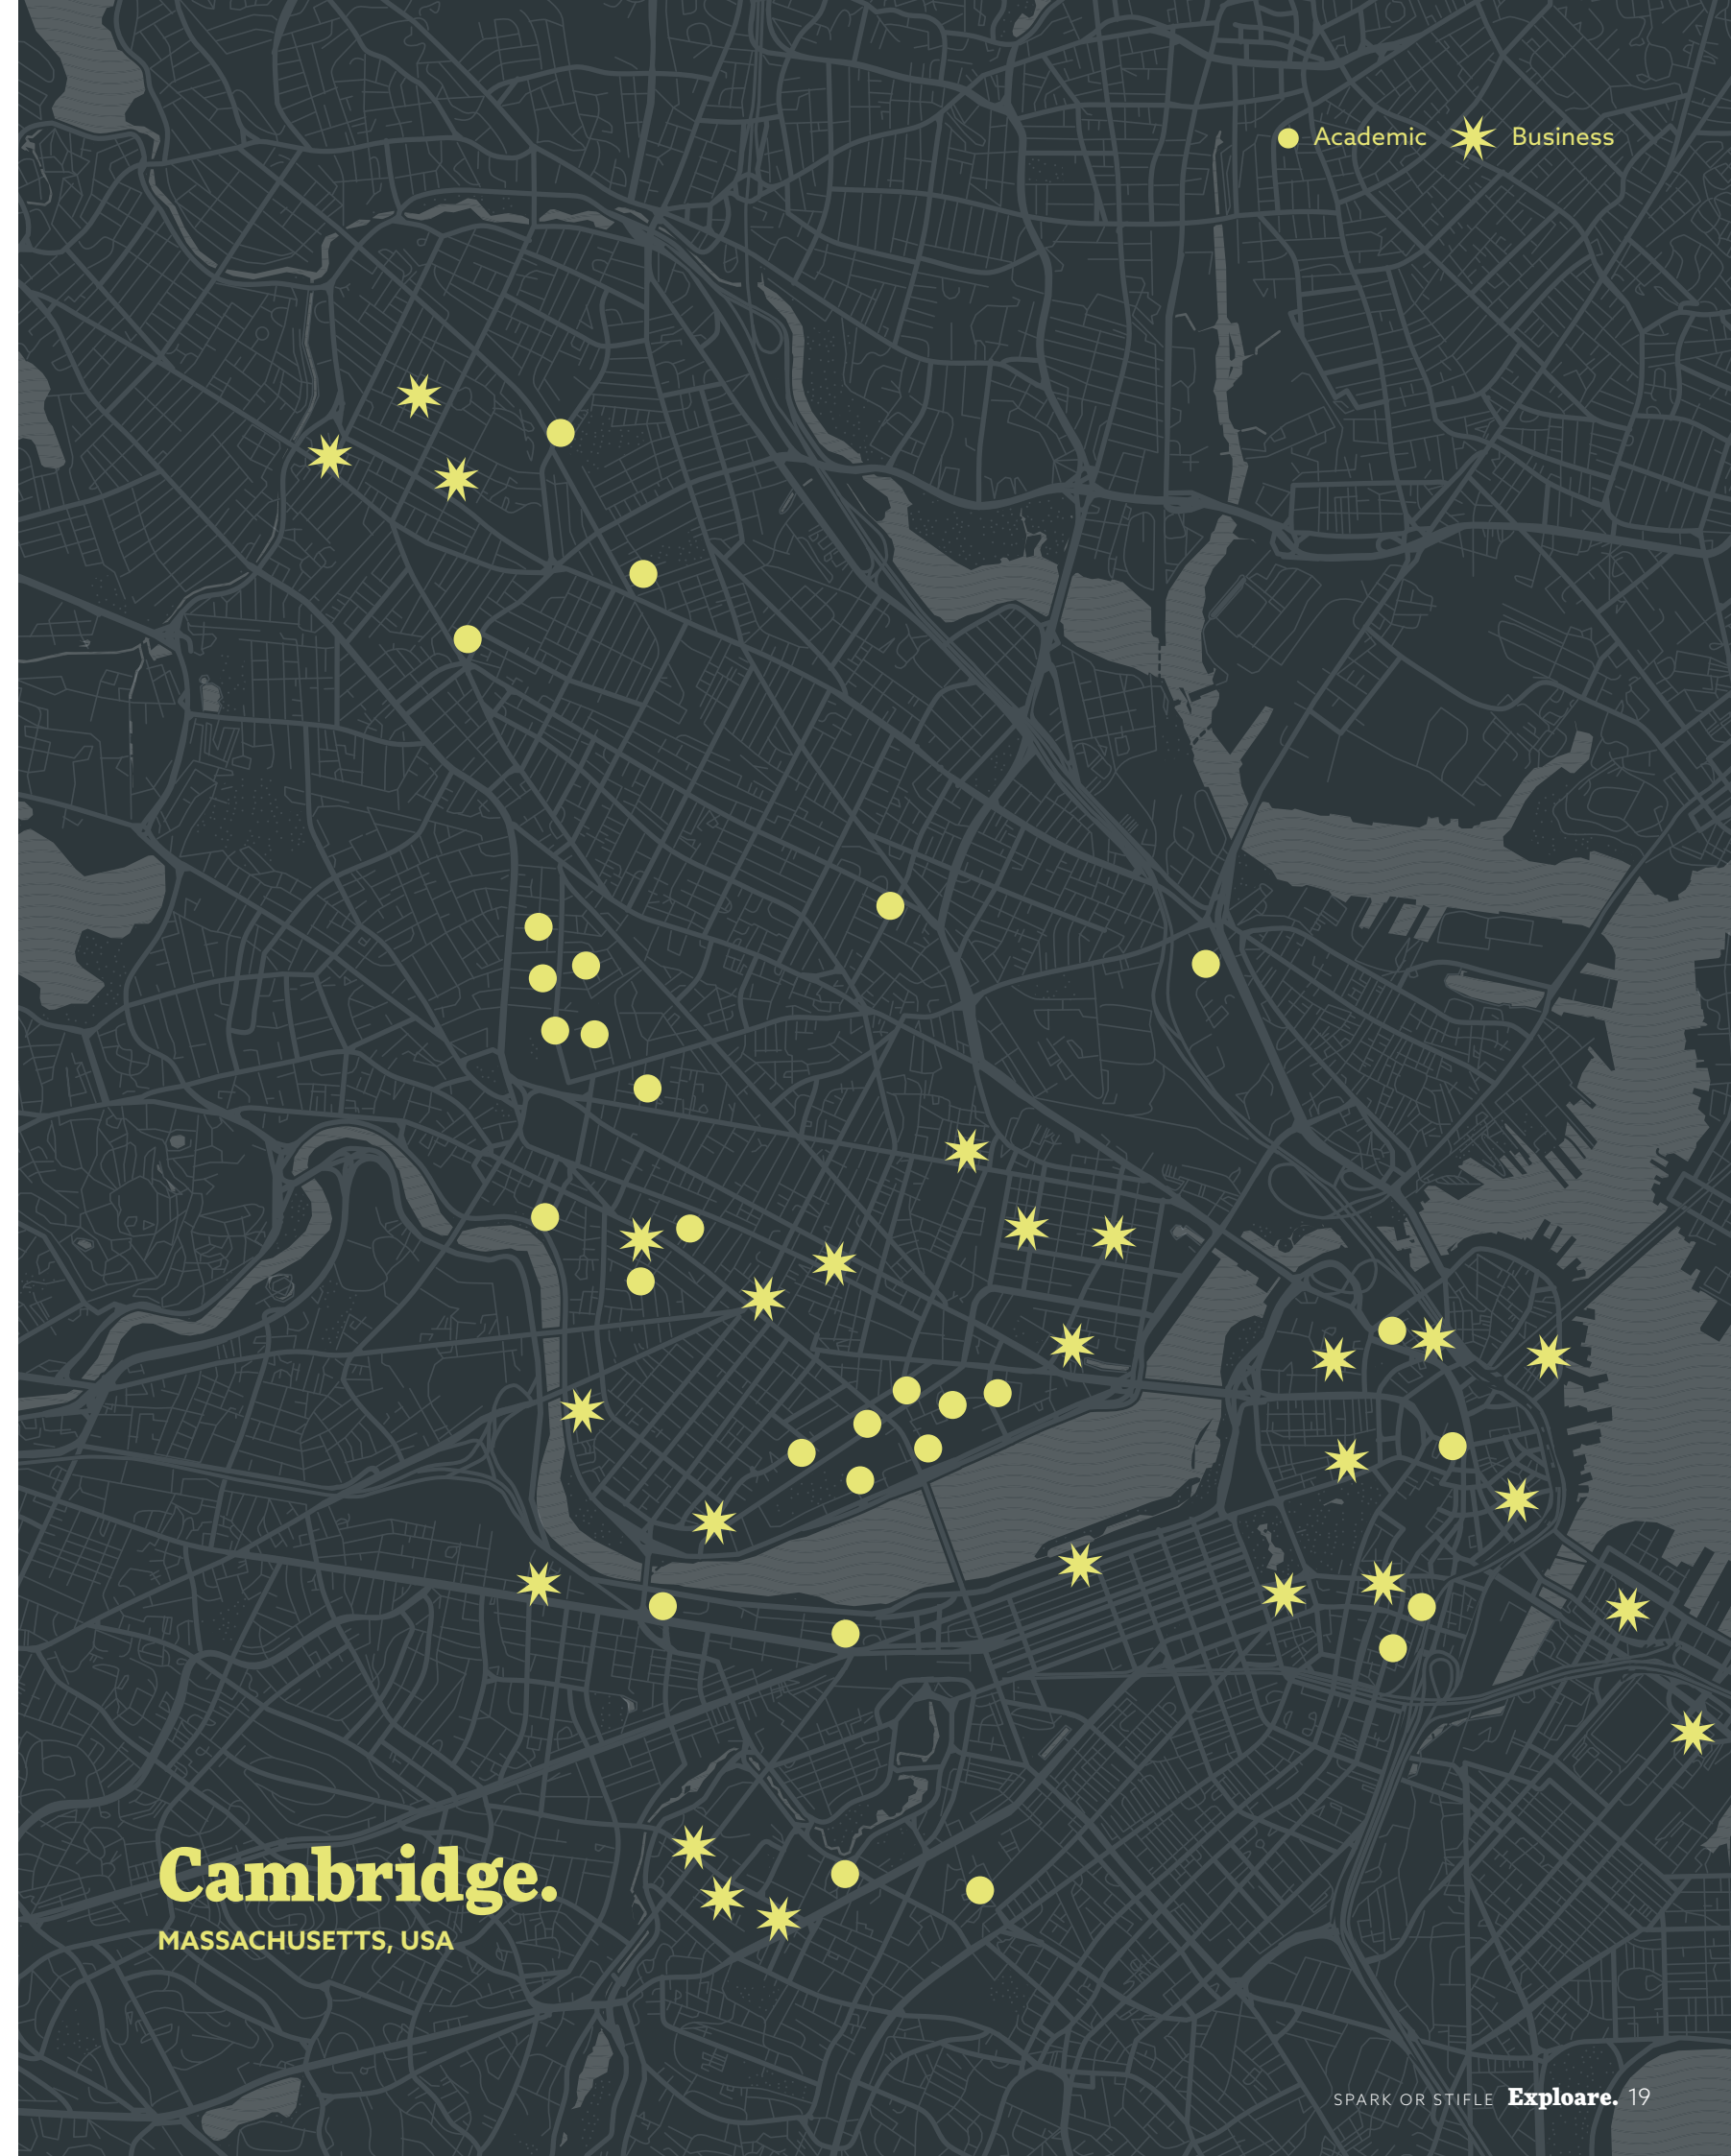 Academic Business
Cambridge.
MASSACHUSETTS, USA
SPARK OR STIFLE Exploare. 19